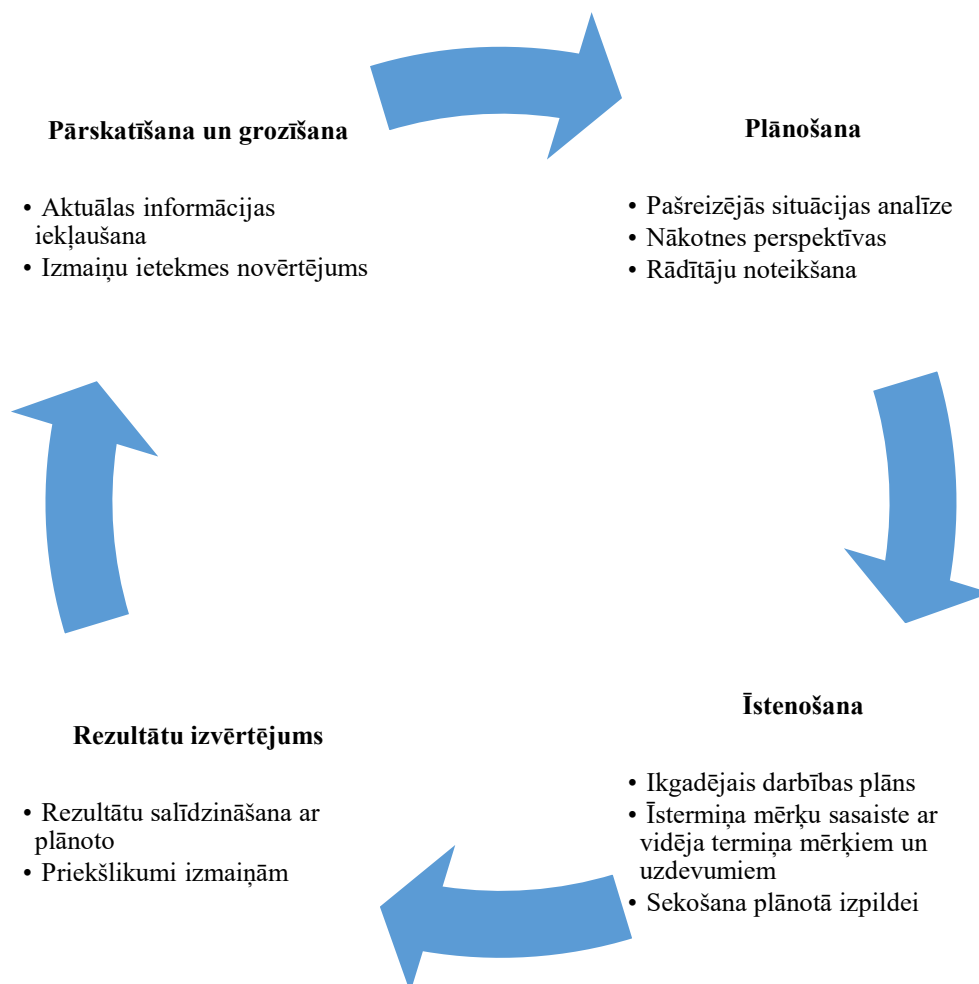 Pārskatīšana un grozīšana
• Aktuālas informācijas
iekļaušana
• Izmaiņu ietekmes novērtējums
Plānošana
• Pašreizējās situācijas analīze
• Nākotnes perspektīvas
• Rādītāju noteikšana
Īstenošana
• Ikgadējais darbības plāns
• Īstermiņa mērķu sasaiste ar
vidēja termiņa mērķiem un
uzdevumiem
• Sekošana plānotā izpildei
Rezultātu izvērtējums
• Rezultātu salīdzināšana ar
plānoto
• Priekšlikumi izmaiņām